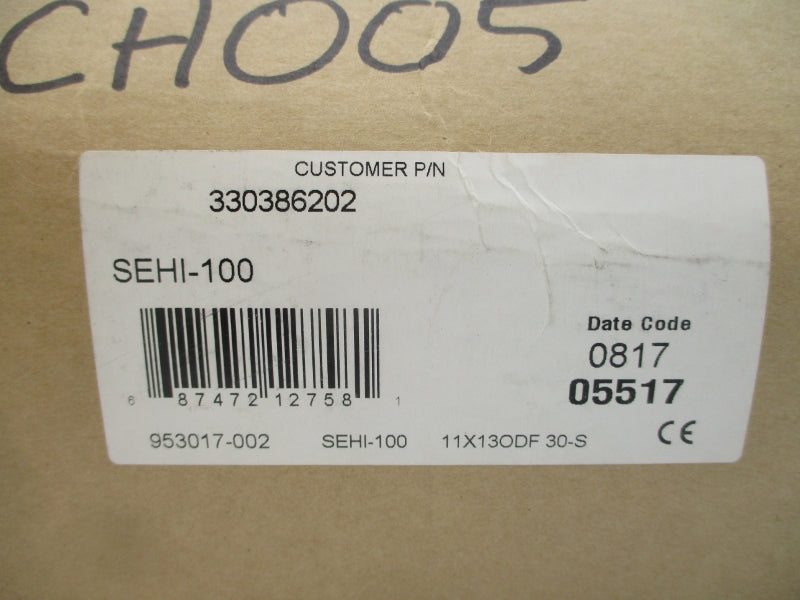 CH005
CUSTOMER P/N
330386202
SEHI-100
Date Code
0817
05517
6 87472 12758 1
953017-002 SEHI-100 11X13ODF 30-S CE